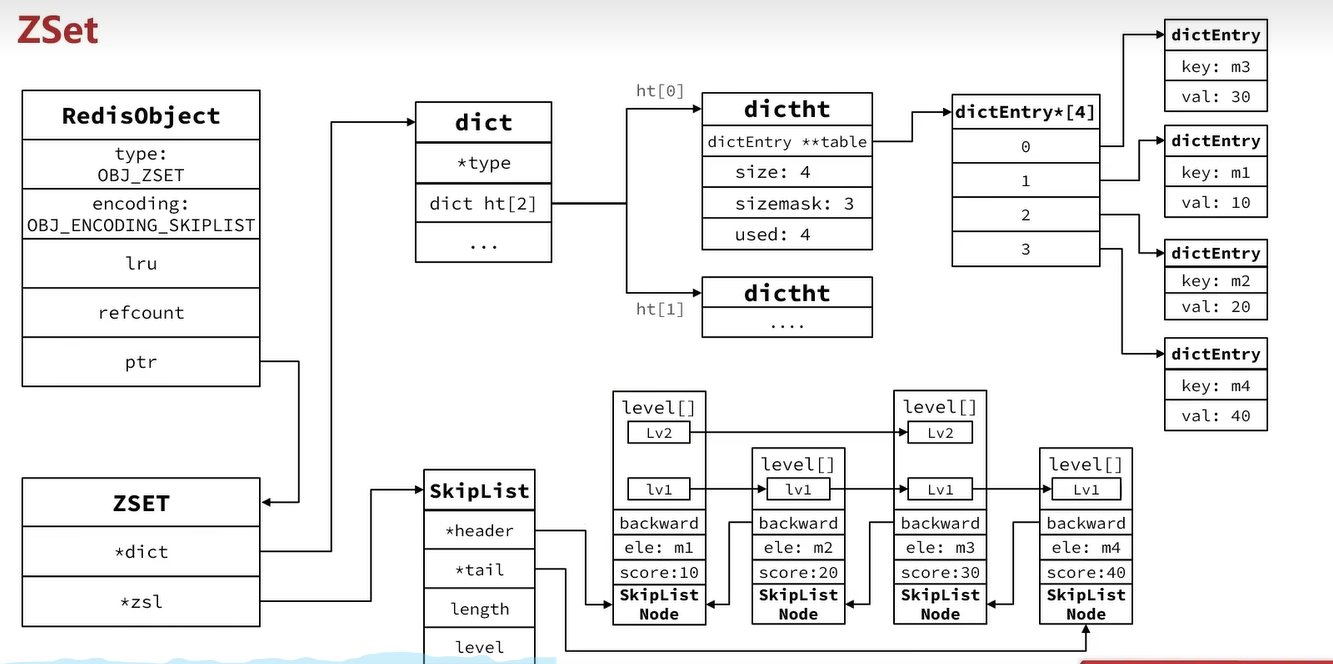 ZSet
RedisObject
type:
OBJ_ZSET
encoding:
OBJ_ENCODING_SKIPLIST
lru
refcount
ptr
ZSET
*dict
*zsl
dict
*type
dict ht[2]
...
ht[0]
ht[1]
dictht
dictEntry **table
size: 4
sizemask: 3
used: 4
dictht
....
dictEntry*[4]
0
1
2
3
dictEntry
key: m3
val: 30
dictEntry
key: m1
val: 10
dictEntry
key: m2
val: 20
dictEntry
key: m4
val: 40
SkipList
*header
*tail
length
level
level[]
Lv2
lv1
backward
ele: m1
score:10
SkipList
Node
level[]
lv1
backward
ele: m2
score:20
SkipList
Node
level[]
Lv2
Lv1
backward
ele: m3
score:30
SkipList
Node
level[]
Lv1
backward
ele: m4
score:40
SkipList
Node